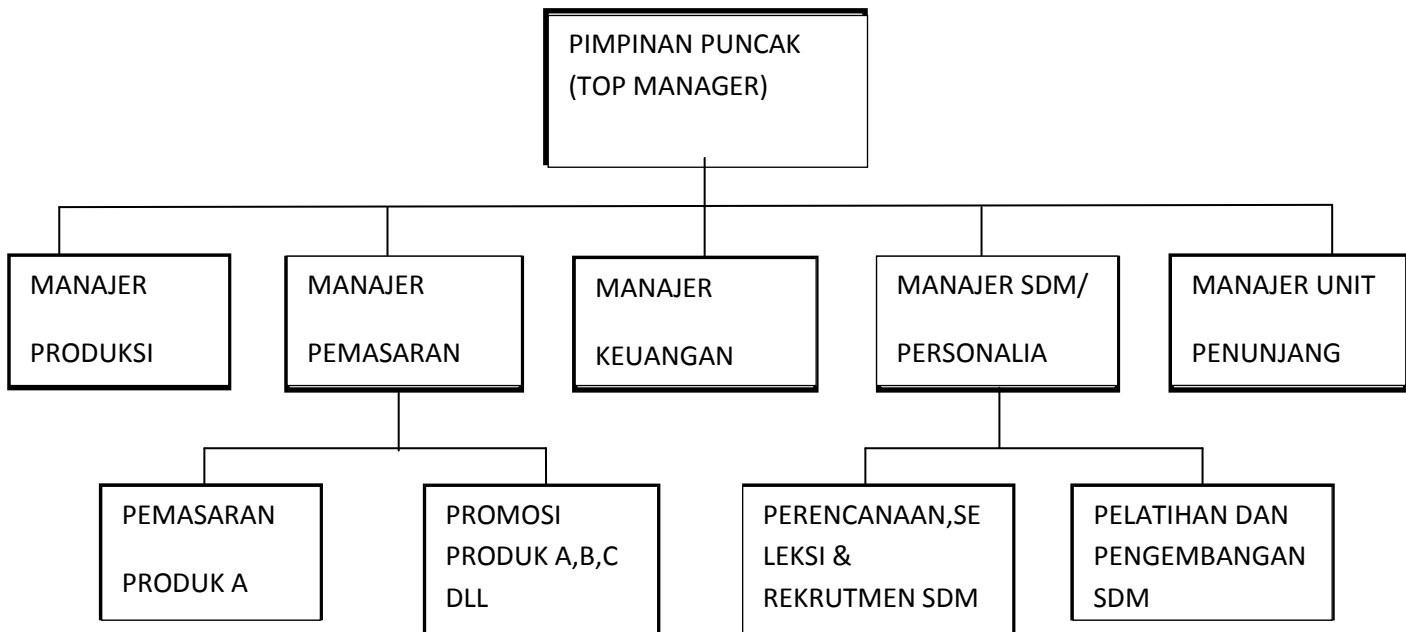 PIMPINAN PUNCAK
(TOP MANAGER)
MANAJER
PRODUKSI
MANAJER
PEMASARAN
MANAJER
KEUANGAN
MANAJER SDM/
PERSONALIA
MANAJER UNIT
PENUNJANG
PEMASARAN
PRODUK A
PROMOSI
PRODUK A,B,C
DLL
PERENCANAAN,SE
LEKSI &
REKRUTMEN SDM
PELATIHAN DAN
PENGEMBANGAN
SDM